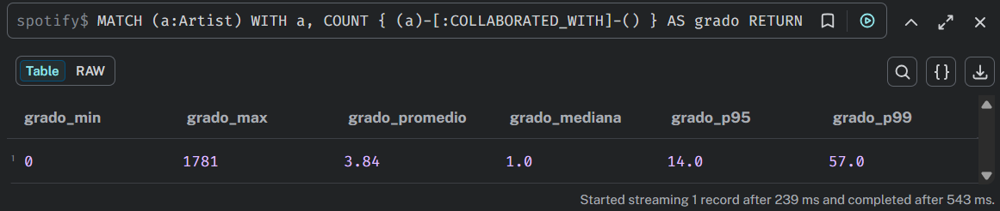 spotify$ MATCH (a:Artist) WITH a, COUNT { (a)-[:COLLABORATED_WITH]-() } AS grado RETURN
Table RAW
grado_min grado_max grado_promedio grado_mediana grado_p95 grado_p99
1 0 1781 3.84 1.0 14.0 57.0
Started streaming 1 record after 239 ms and completed after 543 ms.